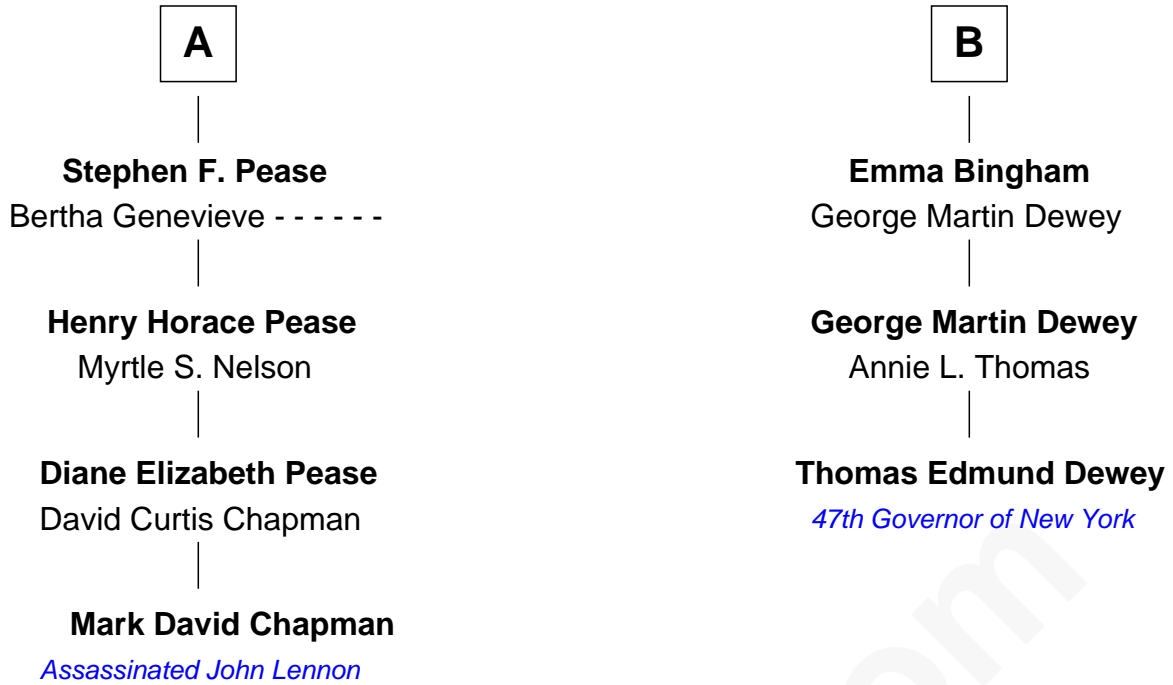 A
Stephen F. Pease
Bertha Genevieve - - - - - -
Henry Horace Pease
Myrtle S. Nelson
Diane Elizabeth Pease
David Curtis Chapman
Mark David Chapman
Assassinated John Lennon
B
Emma Bingham
George Martin Dewey
George Martin Dewey
Annie L. Thomas
Thomas Edmund Dewey
47th Governor of New York